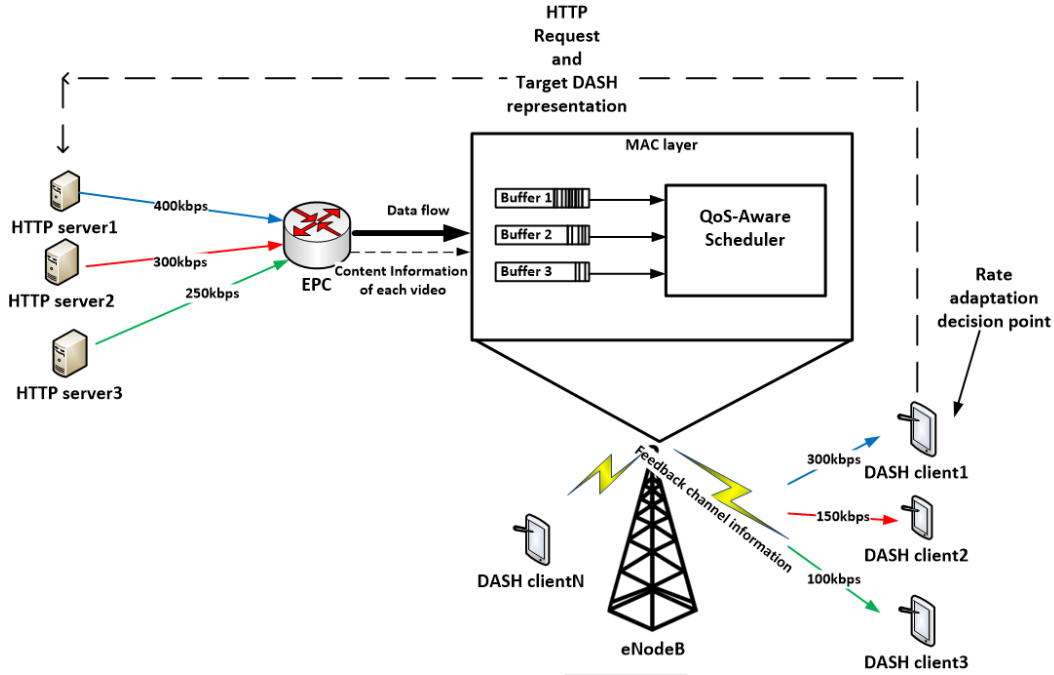 HTTP
Request
and
Target DASH
representation
MAC layer
Buffer 1
Buffer 2
Buffer 3
QoS-Aware
Scheduler
HTTP server1
400kbps
HTTP server2
300kbps
HTTP server3
250kbps
EPC
Data flow
Content Information
of each video
Rate
adaptation
decision point
Feedback channel information
300kbps
DASH client1
150kbps
DASH client2
100kbps
DASH client3
DASH clientN
eNodeB